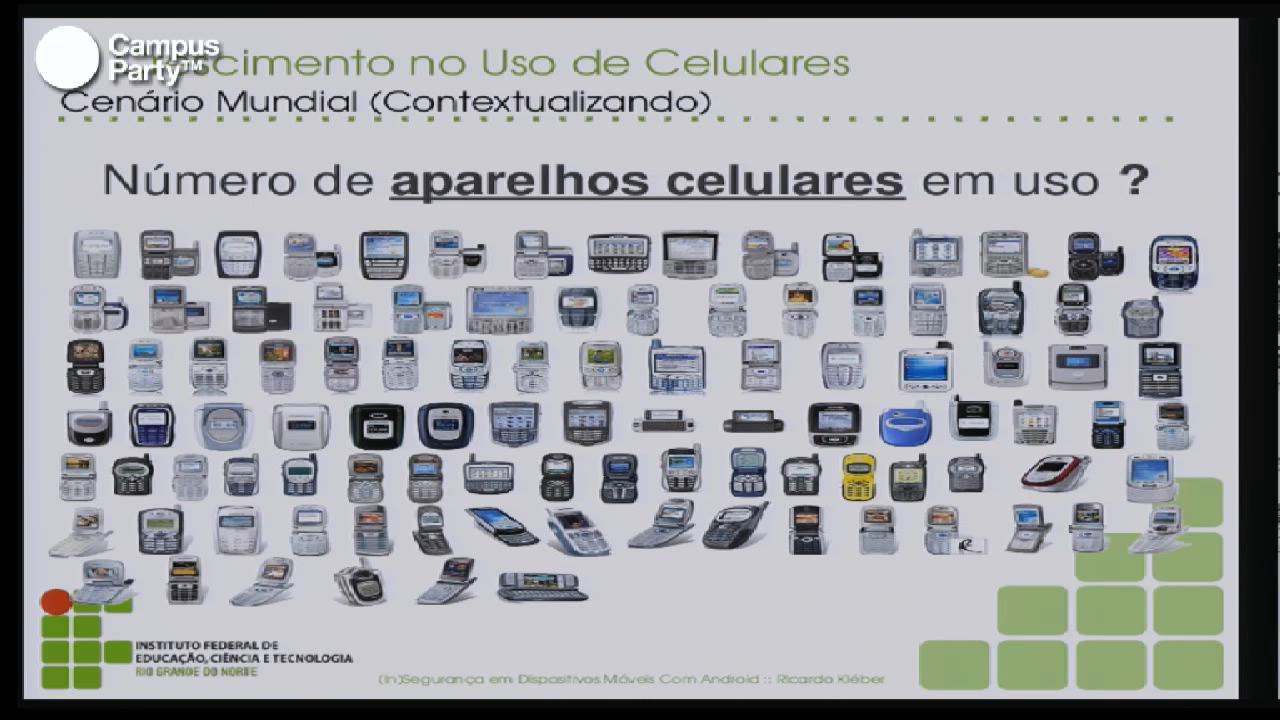 Campus
Party™
scimento no Uso de Celulares
Cenário Mundial (Contextualizando)
Número de aparelhos celulares em uso ?
INSTITUTO FEDERAL DE
EDUCAÇÃO, CIÊNCIA E TECNOLOGIA
RIO GRANDE DO NORTE
(In)Segurança em Dispositivos Móveis Com Android :: Ricardo Kléber